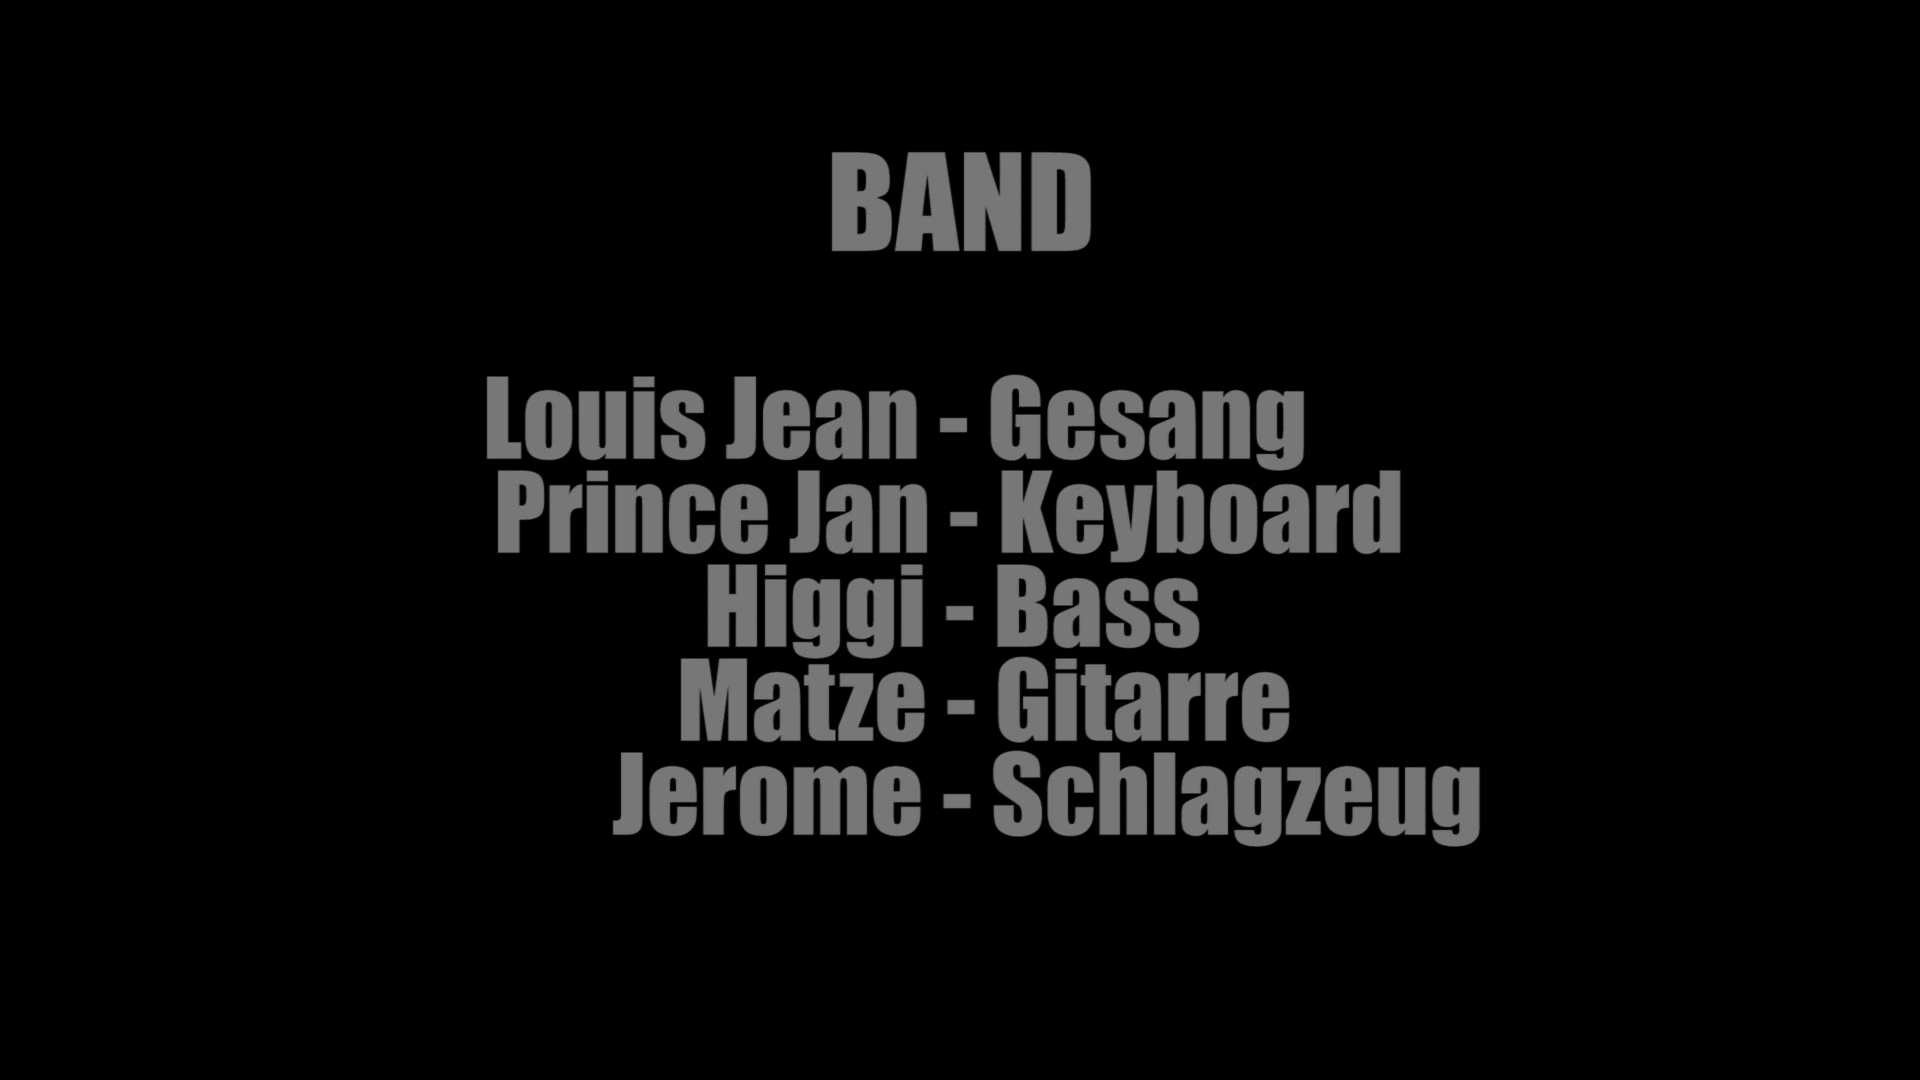 BAND
Louis Jean - Gesang
Prince Jan - Keyboard
Higgi - Bass
Matze - Gitarre
Jerome - Schlagzeug